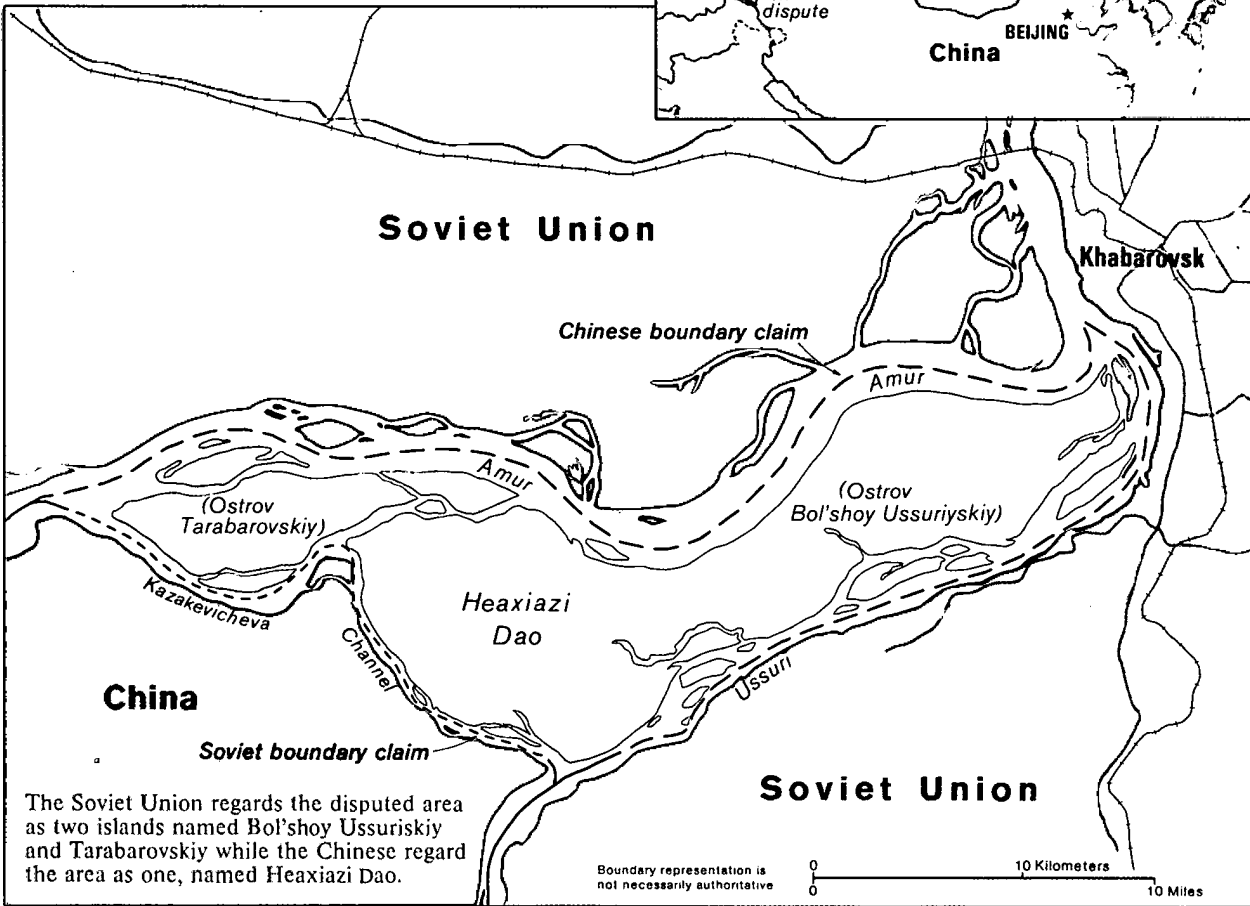 dispute
BEIJING
China
Soviet Union
Khabarovsk
Chinese boundary claim
Amur
Amur
(Ostrov
Tarabarovskiy)
(Ostrov
Bol'shoy Ussuriyskiy)
Kazakevicheva
Channel
Heaxiazi
Dao
Ussuri
China
Soviet boundary claim
Soviet Union
The Soviet Union regards the disputed area
as two islands named Bol'shoy Ussuriskiy
and Tarabarovskiy while the Chinese regard
the area as one, named Heaxiazi Dao.
Boundary representation is
not necessarily authoritative
0 10 Kilometers
0 10 Miles